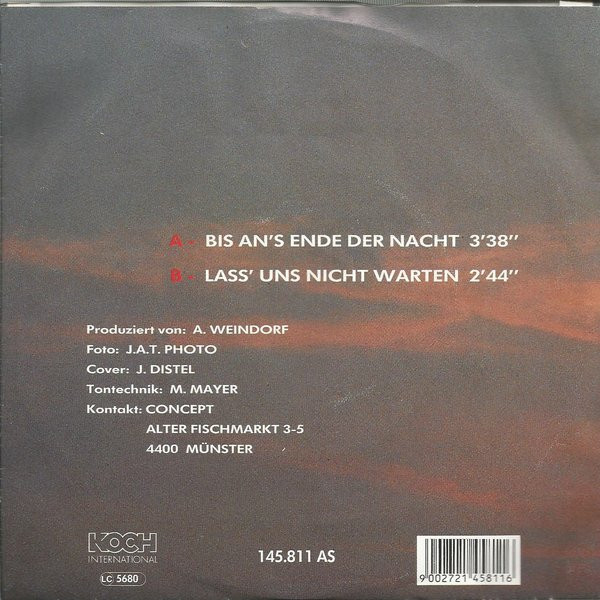 A - BIS AN'S ENDE DER NACHT 3'38"
B - LASS' UNS NICHT WARTEN 2'44"
Produziert von: A. WEINDORF
Foto: J.A.T. PHOTO
Cover: J. DISTEL
Tontechnik: M. MAYER
Kontakt: CONCEPT
ALTER FISCHMARKT 3-5
4400 MÜNSTER
KOCH
INTERNATIONAL
LC 5680
145.811 AS
9 002721 458116